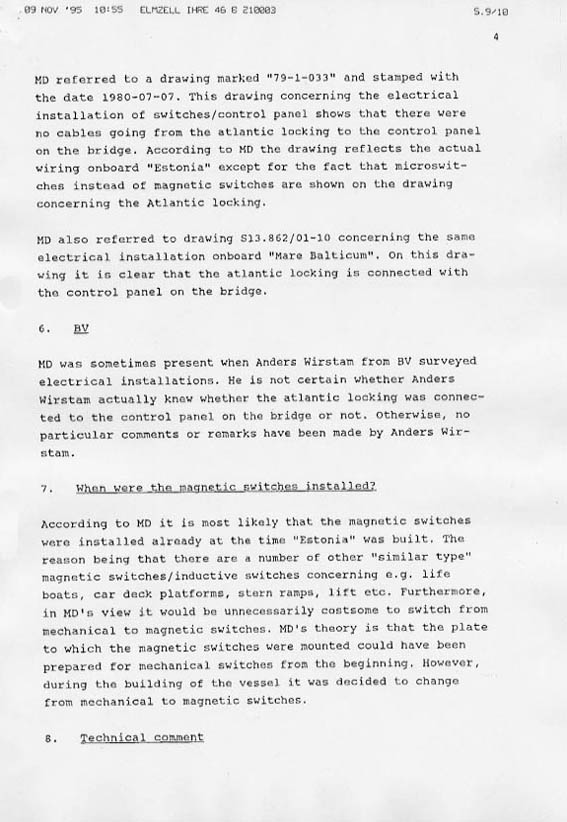 09 NOV '95 10:55 ELMZELL IHRE 46 8 210003 S.9/10
4
MD referred to a drawing marked "79-1-033" and stamped with
the date 1980-07-07. This drawing concerning the electrical
installation of switches/control panel shows that there were
no cables going from the atlantic locking to the control panel
on the bridge. According to MD the drawing reflects the actual
wiring onboard "Estonia" except for the fact that microswit-
ches instead of magnetic switches are shown on the drawing
concerning the Atlantic locking.
MD also referred to drawing S13.862/01-10 concerning the same
electrical installation onboard "Mare Balticum". On this dra-
wing it is clear that the atlantic locking is connected with
the control panel on the bridge.
6. BV
MD was sometimes present when Anders Wirstam from BV surveyed
electrical installations. He is not certain whether Anders
Wirstam actually knew whether the atlantic locking was connec-
ted to the control panel on the bridge or not. Otherwise, no
particular comments or remarks have been made by Anders Wir-
stam.
7. When were the magnetic switches installed?
According to MD it is most likely that the magnetic switches
were installed already at the time "Estonia" was built. The
reason being that there are a number of other "similar type"
magnetic switches/inductive switches concerning e.g. life
boats, car deck platforms, stern ramps, lift etc. Furthermore,
in MD's view it would be unnecessarily costsome to switch from
mechanical to magnetic switches. MD's theory is that the plate
to which the magnetic switches were mounted could have been
prepared for mechanical switches from the beginning. However,
during the building of the vessel it was decided to change
from mechanical to magnetic switches.
8. Technical comment